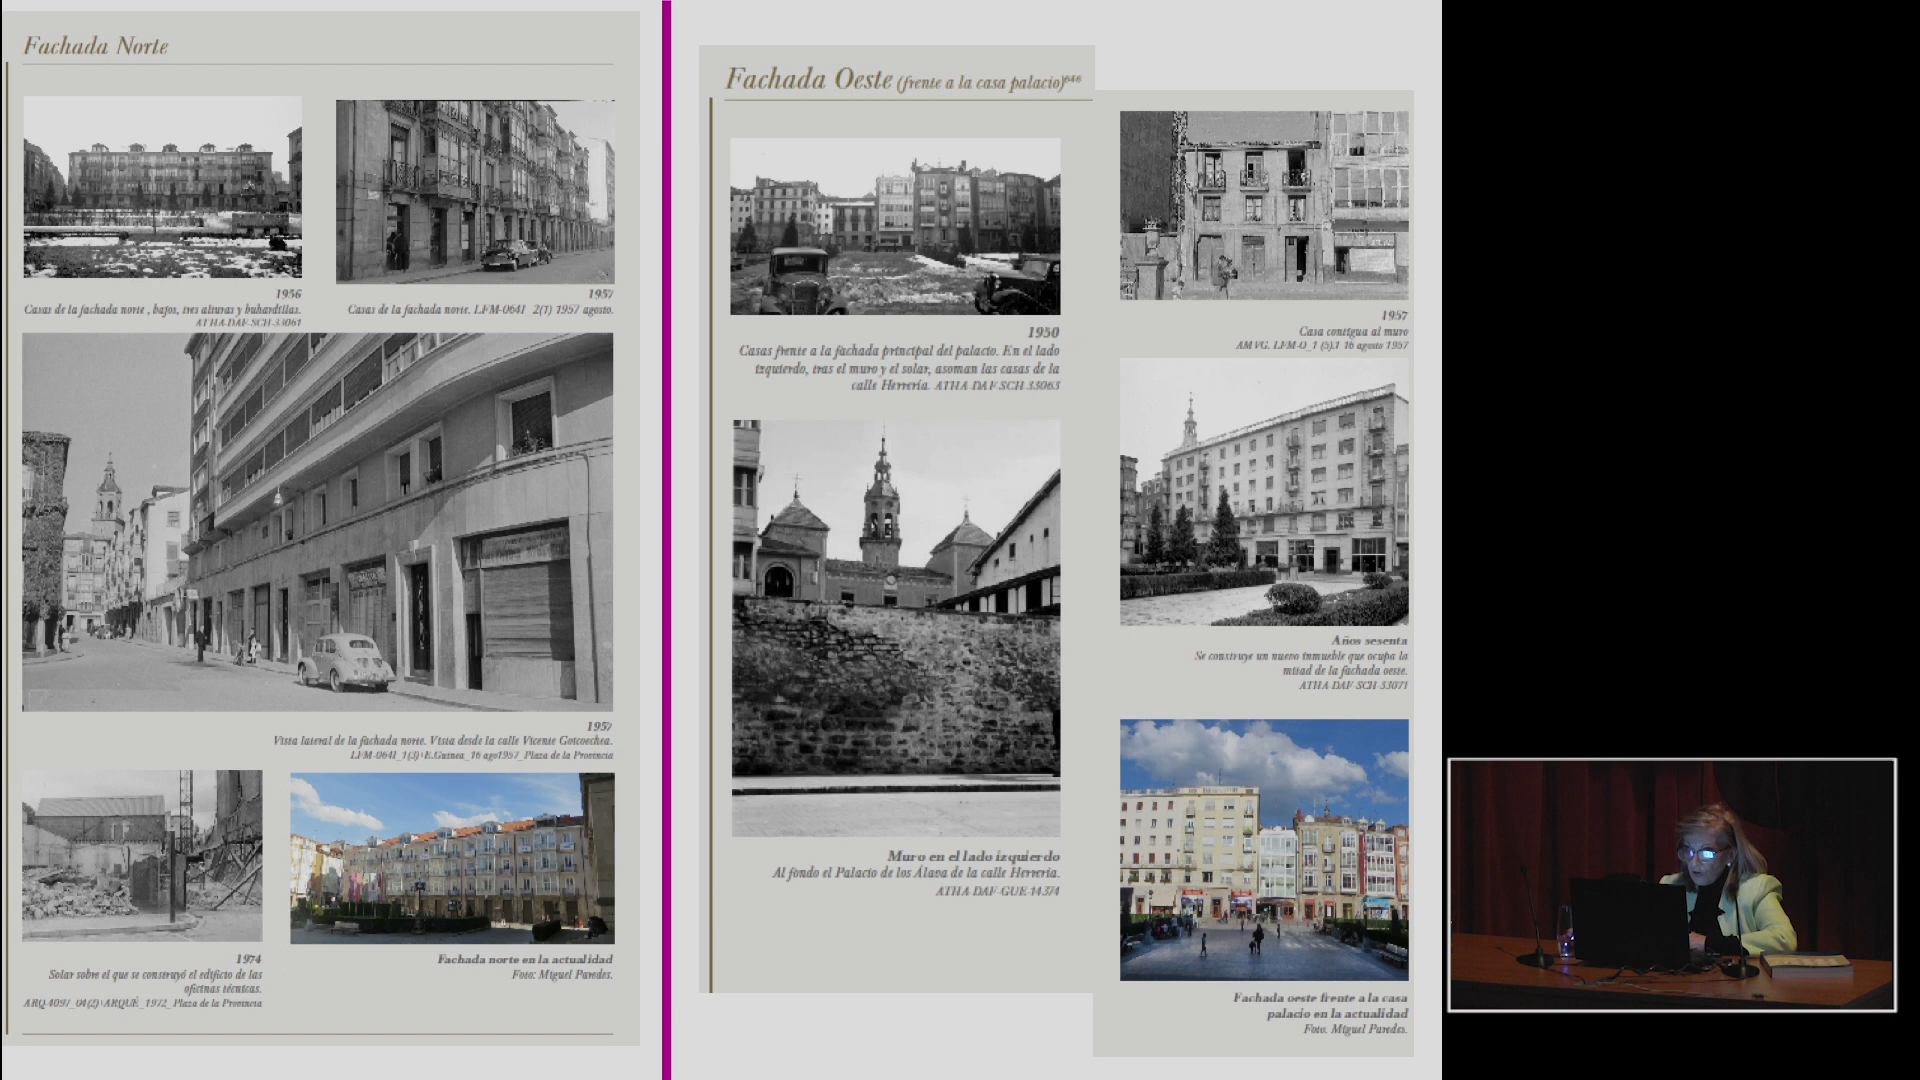 Fachada Norte
1956
Casas de la fachada norte , bajos, tres alturas y buhardillas.
ATHA-DAF-SCH-33061
1957
Casas de la fachada norte. LFM-0641_2(1) 1957 agosto.
1957
Vista lateral de la fachada norte. Vista desde la calle Vicente Goicoechea.
LFM-0641_1(3)\E.Guinea_16 ago1957_Plaza de la Provincia
1974
Solar sobre el que se construyó el edificio de las
oficinas técnicas.
ARQ-4097_04(2)\ARQUÉ_1972_Plaza de la Provincia
Fachada norte en la actualidad
Foto: Miguel Paredes.
Fachada Oeste (frente a la casa palacio)⁶⁴⁶
1950
Casas frente a la fachada principal del palacio. En el lado
izquierdo, tras el muro y el solar, asoman las casas de la
calle Herrería. ATHA-DAF-SCH-33063
Muro en el lado izquierdo
Al fondo el Palacio de los Álava de la calle Herrería.
ATHA-DAF-GUE-14374
1957
Casa contigua al muro
AMVG. LFM-O_1 (5).1 16 agosto 1957
Años sesenta
Se construye un nuevo inmueble que ocupa la
mitad de la fachada oeste.
ATHA-DAF-SCH-33071
Fachada oeste frente a la casa
palacio en la actualidad
Foto. Miguel Paredes.